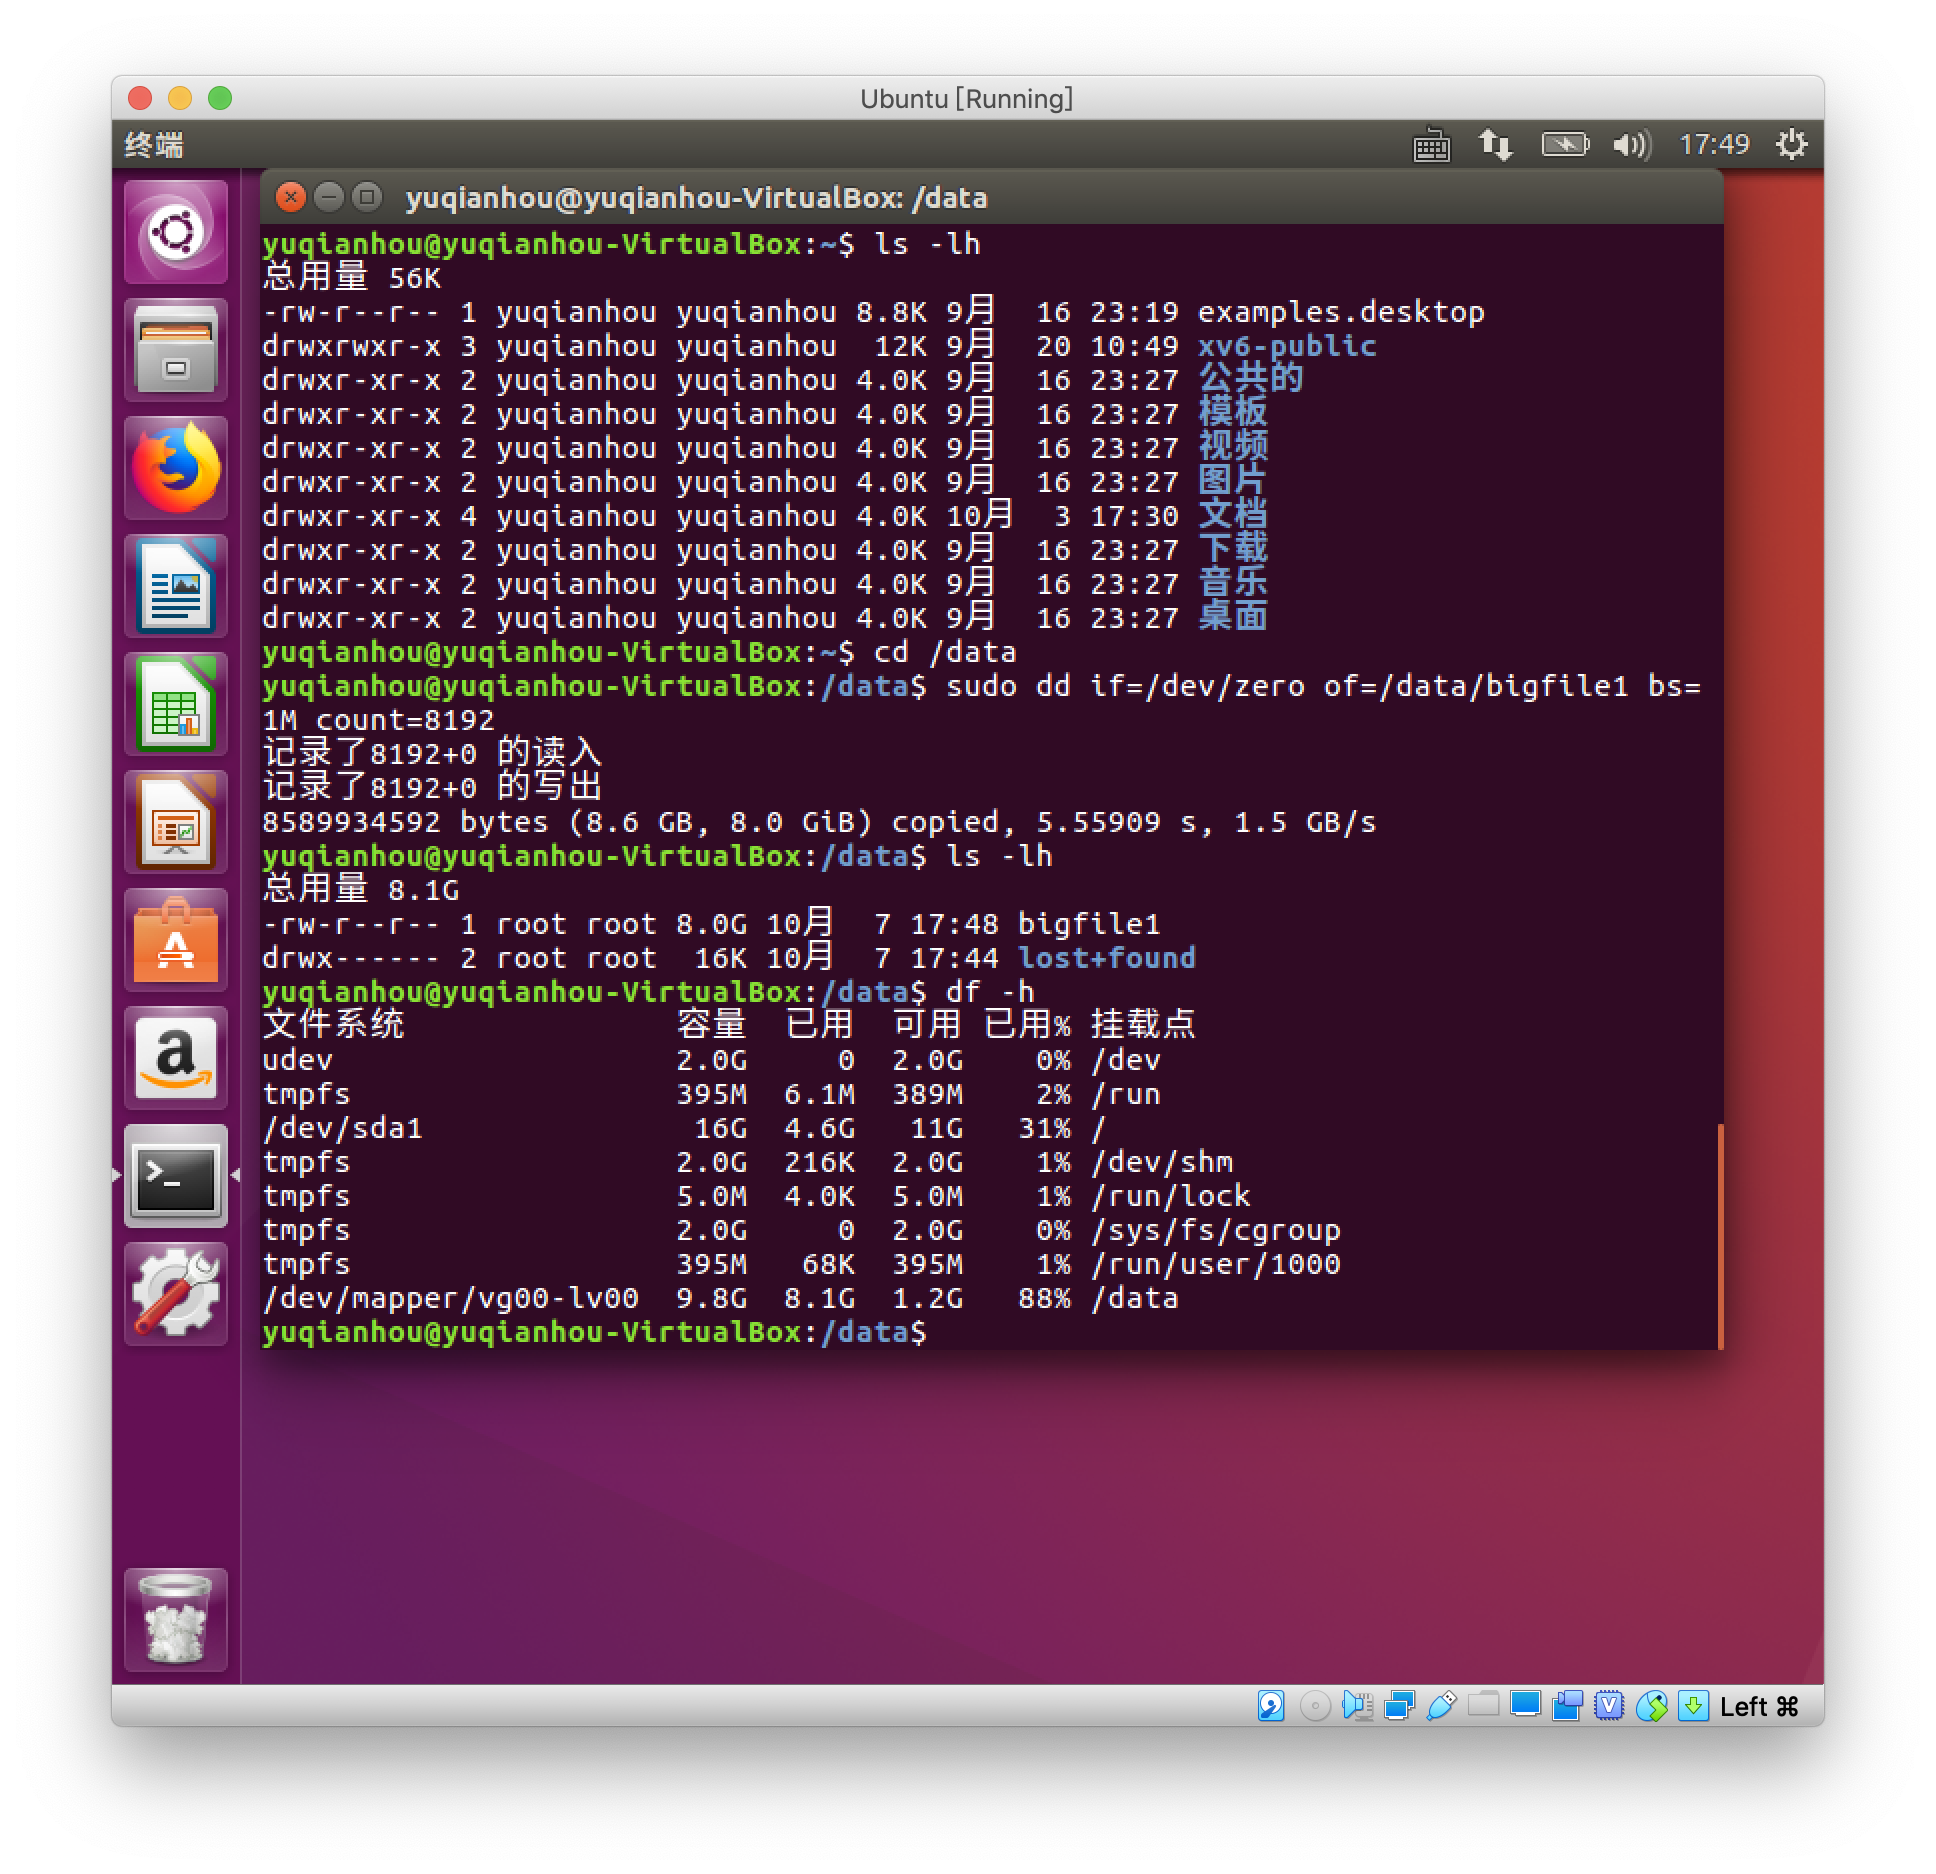 Ubuntu [Running]
终端
17:49
yuqianhou@yuqianhou-VirtualBox: /data
yuqianhou@yuqianhou-VirtualBox:~$ ls -lh
总用量 56K
-rw-r--r-- 1 yuqianhou yuqianhou 8.8K 9月  16 23:19 examples.desktop
drwxrwxr-x 3 yuqianhou yuqianhou  12K 9月  20 10:49 xv6-public
drwxr-xr-x 2 yuqianhou yuqianhou 4.0K 9月  16 23:27 公共的
drwxr-xr-x 2 yuqianhou yuqianhou 4.0K 9月  16 23:27 模板
drwxr-xr-x 2 yuqianhou yuqianhou 4.0K 9月  16 23:27 视频
drwxr-xr-x 2 yuqianhou yuqianhou 4.0K 9月  16 23:27 图片
drwxr-xr-x 4 yuqianhou yuqianhou 4.0K 10月  3 17:30 文档
drwxr-xr-x 2 yuqianhou yuqianhou 4.0K 9月  16 23:27 下载
drwxr-xr-x 2 yuqianhou yuqianhou 4.0K 9月  16 23:27 音乐
drwxr-xr-x 2 yuqianhou yuqianhou 4.0K 9月  16 23:27 桌面
yuqianhou@yuqianhou-VirtualBox:~$ cd /data
yuqianhou@yuqianhou-VirtualBox:/data$ sudo dd if=/dev/zero of=/data/bigfile1 bs=
1M count=8192
记录了8192+0 的读入
记录了8192+0 的写出
8589934592 bytes (8.6 GB, 8.0 GiB) copied, 5.55909 s, 1.5 GB/s
yuqianhou@yuqianhou-VirtualBox:/data$ ls -lh
总用量 8.1G
-rw-r--r-- 1 root root 8.0G 10月  7 17:48 bigfile1
drwx------ 2 root root  16K 10月  7 17:44 lost+found
yuqianhou@yuqianhou-VirtualBox:/data$ df -h
文件系统               容量  已用  可用 已用% 挂载点
udev                   2.0G     0  2.0G    0% /dev
tmpfs                  395M  6.1M  389M    2% /run
/dev/sda1               16G  4.6G   11G   31% /
tmpfs                  2.0G  216K  2.0G    1% /dev/shm
tmpfs                  5.0M  4.0K  5.0M    1% /run/lock
tmpfs                  2.0G     0  2.0G    0% /sys/fs/cgroup
tmpfs                  395M   68K  395M    1% /run/user/1000
/dev/mapper/vg00-lv00  9.8G  8.1G  1.2G   88% /data
yuqianhou@yuqianhou-VirtualBox:/data$
Left ⌘